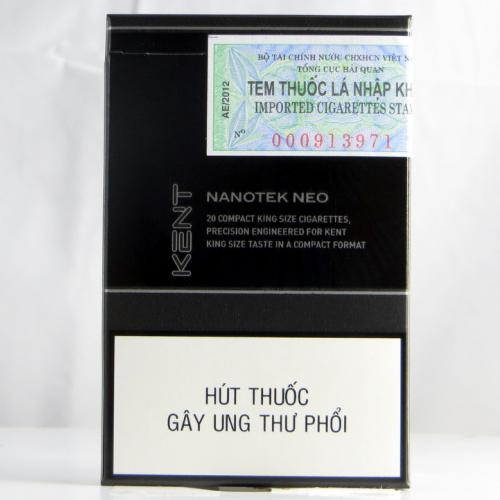 BỘ TÀI CHÍNH NƯỚC CHXHCN VIỆT N
TỔNG CỤC HẢI QUAN
TEM THUỐC LÁ NHẬP KH
IMPORTED CIGARETTES STA
AE/2012
Nº
000913971
KENT
NANOTEK NEO
20 COMPACT KING SIZE CIGARETTES,
PRECISION ENGINEERED FOR KENT
KING SIZE TASTE IN A COMPACT FORMAT
HÚT THUỐC
GÂY UNG THƯ PHỔI